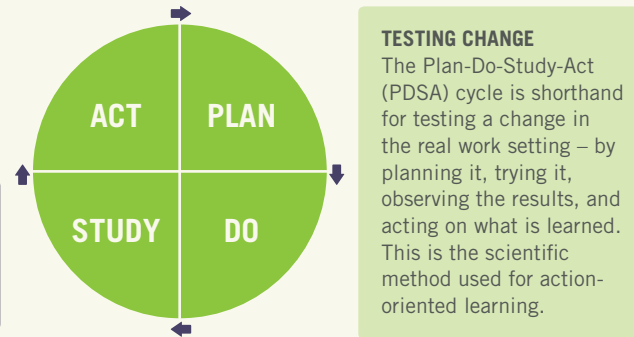 ACT
PLAN
STUDY
DO
TESTING CHANGE
The Plan-Do-Study-Act
(PDSA) cycle is shorthand
for testing a change in
the real work setting – by
planning it, trying it,
observing the results, and
acting on what is learned.
This is the scientific
method used for action-
oriented learning.